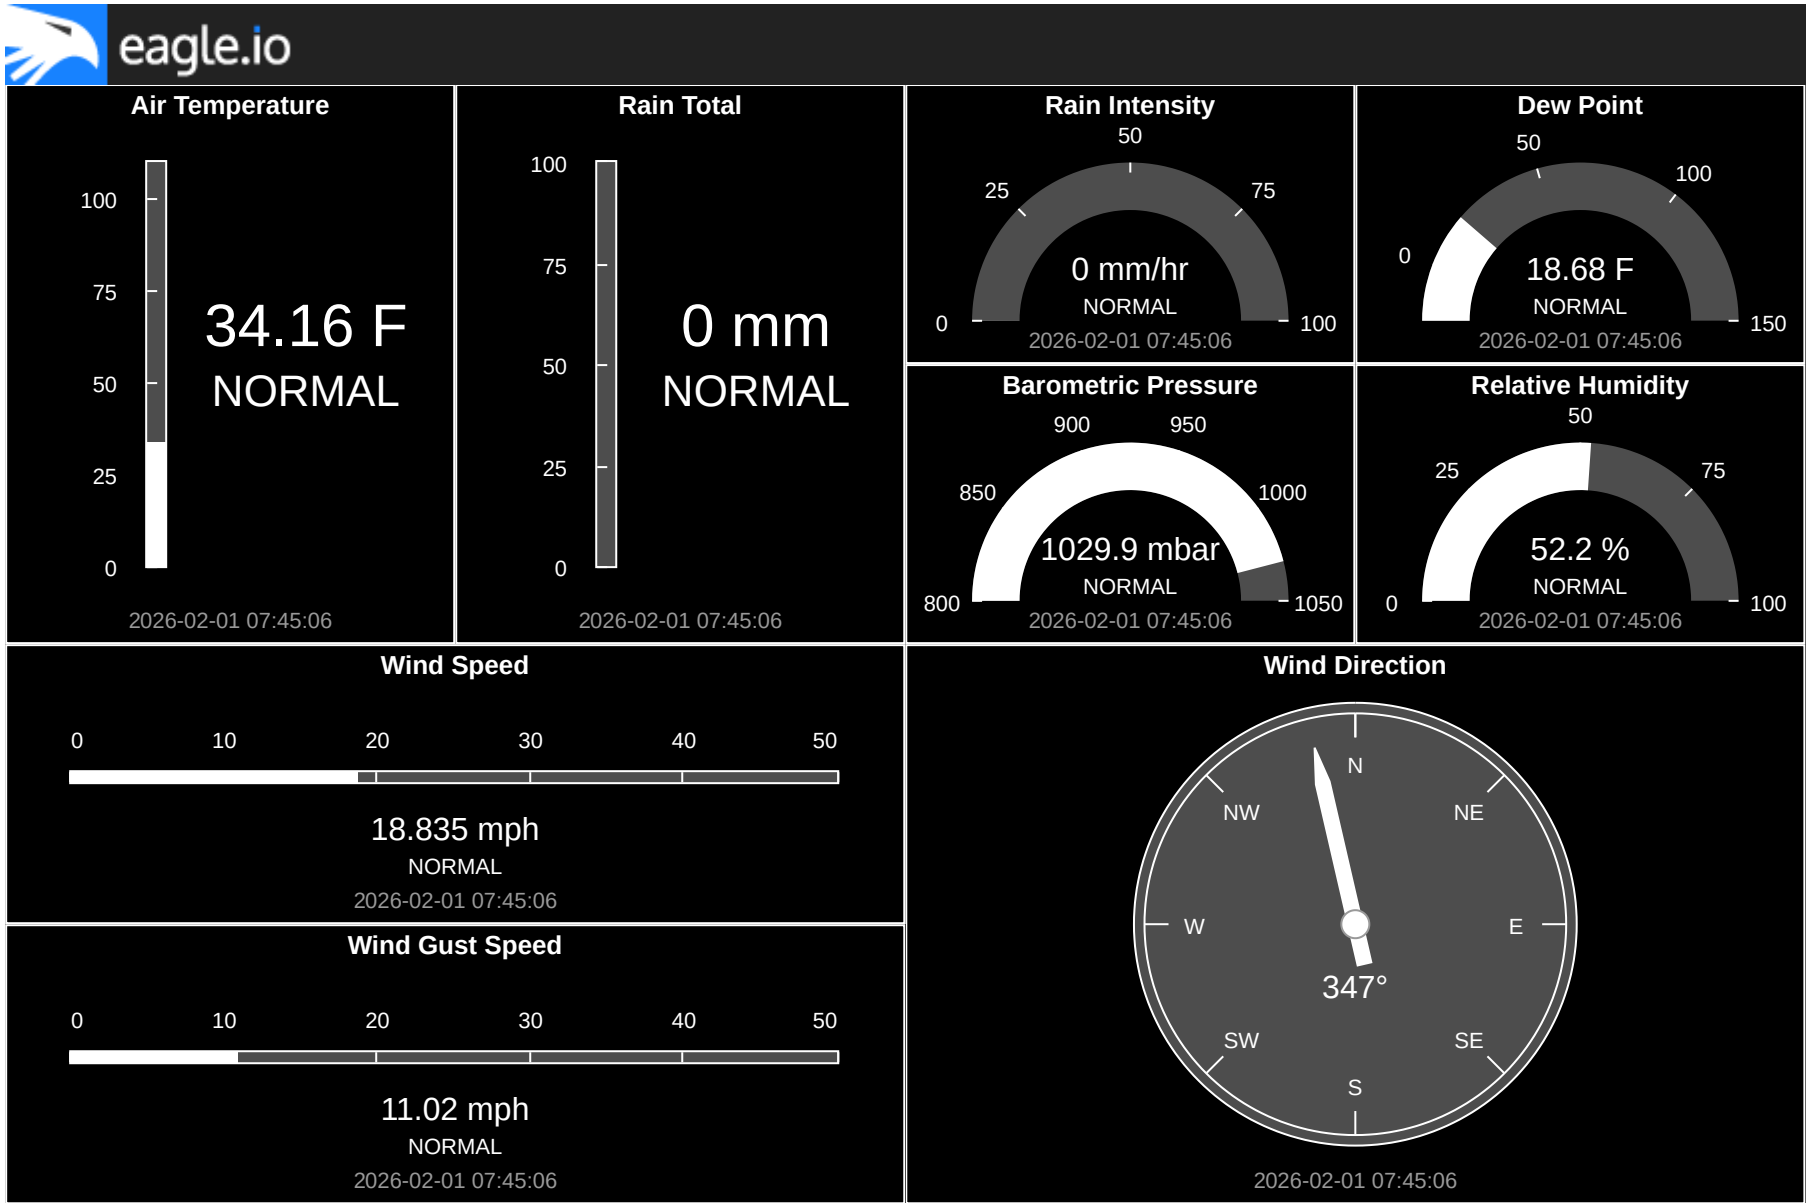 eagle.io
Air Temperature
100
75
50
25
0
34.16 F
NORMAL
2026-02-01 07:45:06
Rain Total
100
75
50
25
0
0 mm
NORMAL
2026-02-01 07:45:06
Rain Intensity
50
25
75
0
100
0 mm/hr
NORMAL
2026-02-01 07:45:06
Dew Point
50
100
0
150
18.68 F
NORMAL
2026-02-01 07:45:06
Barometric Pressure
900
950
850
1000
800
1050
1029.9 mbar
NORMAL
2026-02-01 07:45:06
Relative Humidity
50
25
75
0
100
52.2 %
NORMAL
2026-02-01 07:45:06
Wind Speed
0 10 20 30 40 50
18.835 mph
NORMAL
2026-02-01 07:45:06
Wind Gust Speed
0 10 20 30 40 50
11.02 mph
NORMAL
2026-02-01 07:45:06
Wind Direction
N
NW
NE
W
E
347°
SW
SE
S
2026-02-01 07:45:06